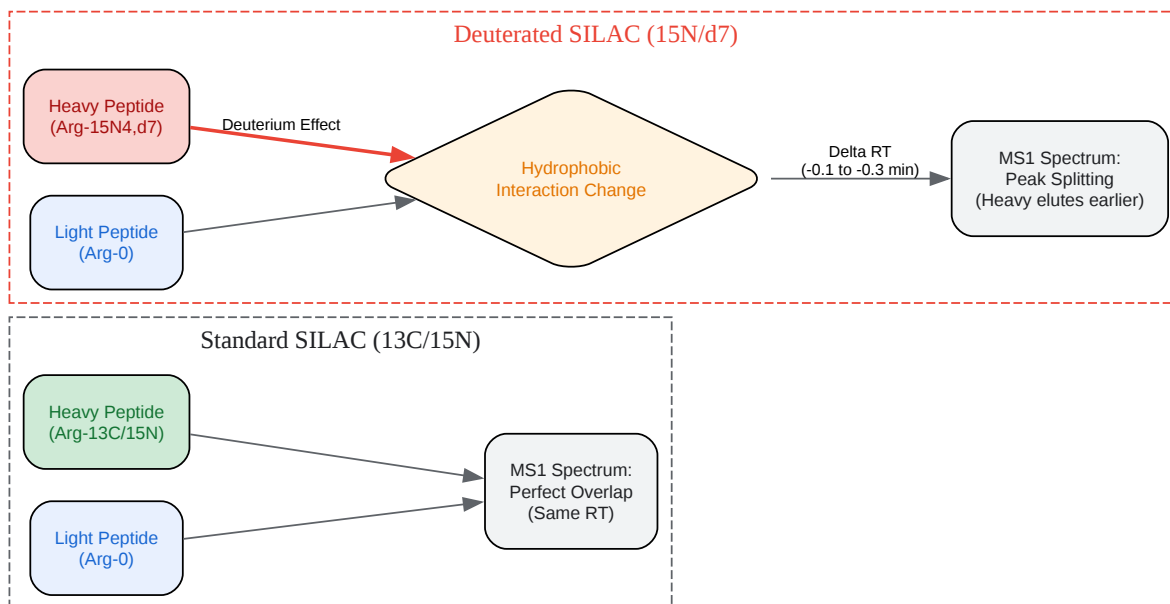 Deuterated SILAC (15N/d7)
Heavy Peptide
(Arg-15N4,d7)
Deuterium Effect
Light Peptide
(Arg-0)
Hydrophobic
Interaction Change
Delta RT
(-0.1 to -0.3 min)
MS1 Spectrum:
Peak Splitting
(Heavy elutes earlier)
Standard SILAC (13C/15N)
Heavy Peptide
(Arg-13C/15N)
Light Peptide
(Arg-0)
MS1 Spectrum:
Perfect Overlap
(Same RT)